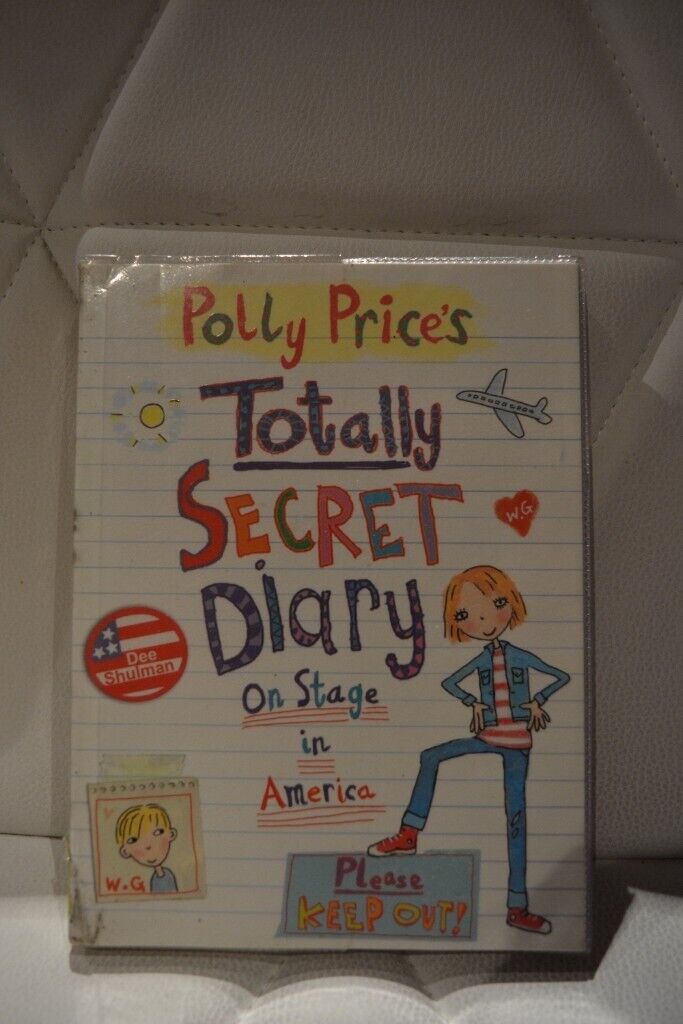 Polly Price's
Totally
SECRET
Diary
W.G
Dee
Shulman
On Stage
in
America
W.G
Please
KEEP OUT!